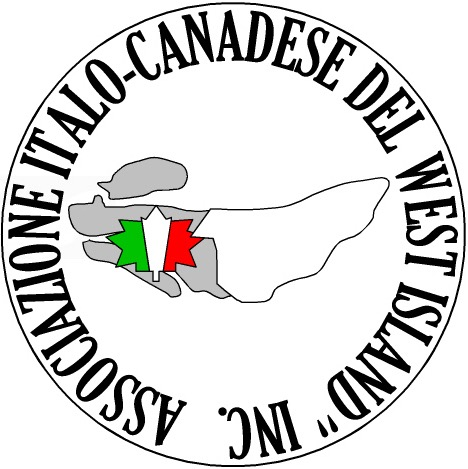 ASSOCIAZIONE ITALO-CANADESE DEL WEST ISLAND" INC.